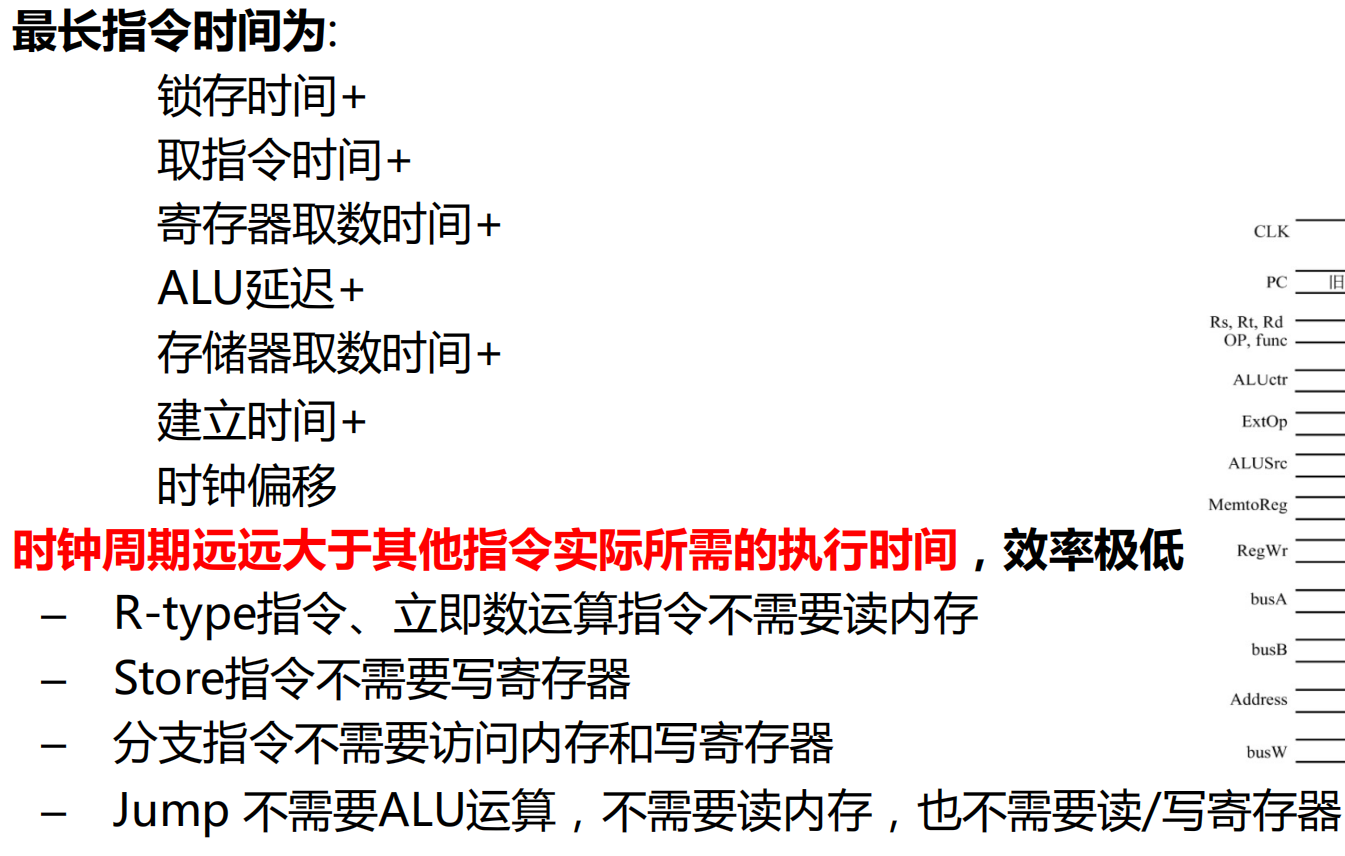 最长指令时间为:
锁存时间+
取指令时间+
寄存器取数时间+
ALU延迟+
存储器取数时间+
建立时间+
时钟偏移
时钟周期远远大于其他指令实际所需的执行时间，效率极低
– R-type指令、立即数运算指令不需要读内存
– Store指令不需要写寄存器
– 分支指令不需要访问内存和写寄存器
– Jump 不需要ALU运算，不需要读内存，也不需要读/写寄存器
CLK
PC 旧
Rs, Rt, Rd
OP, func
ALUctr
ExtOp
ALUSrc
MemtoReg
RegWr
busA
busB
Address
busW